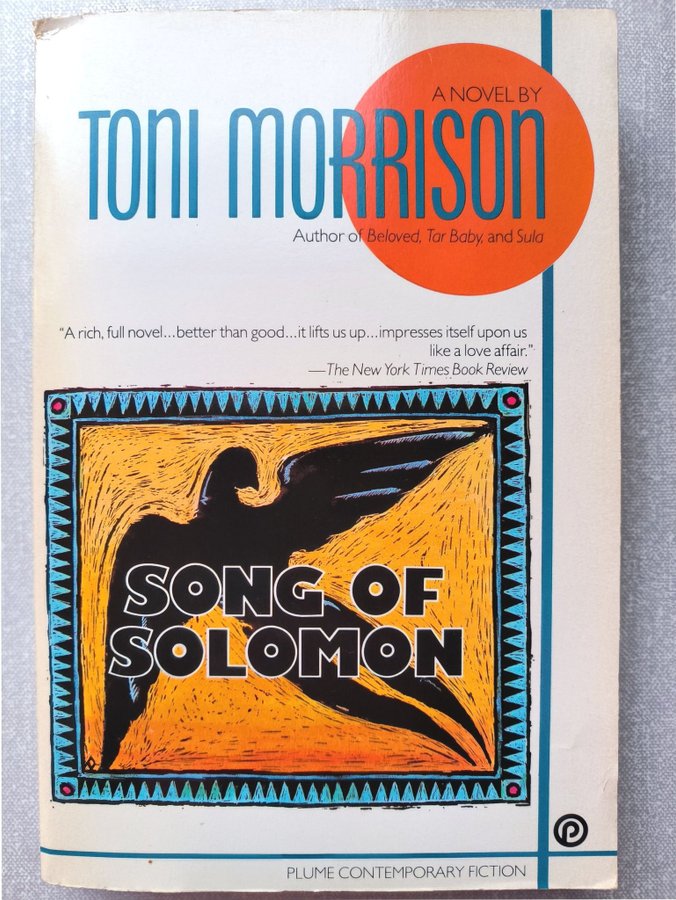 A NOVEL BY
TONI MORRISON
Author of Beloved, Tar Baby, and Sula
“A rich, full novel...better than good...it lifts us up...impresses itself upon us
like a love affair.”
—The New York Times Book Review
SONG OF
SOLOMON
P
PLUME CONTEMPORARY FICTION